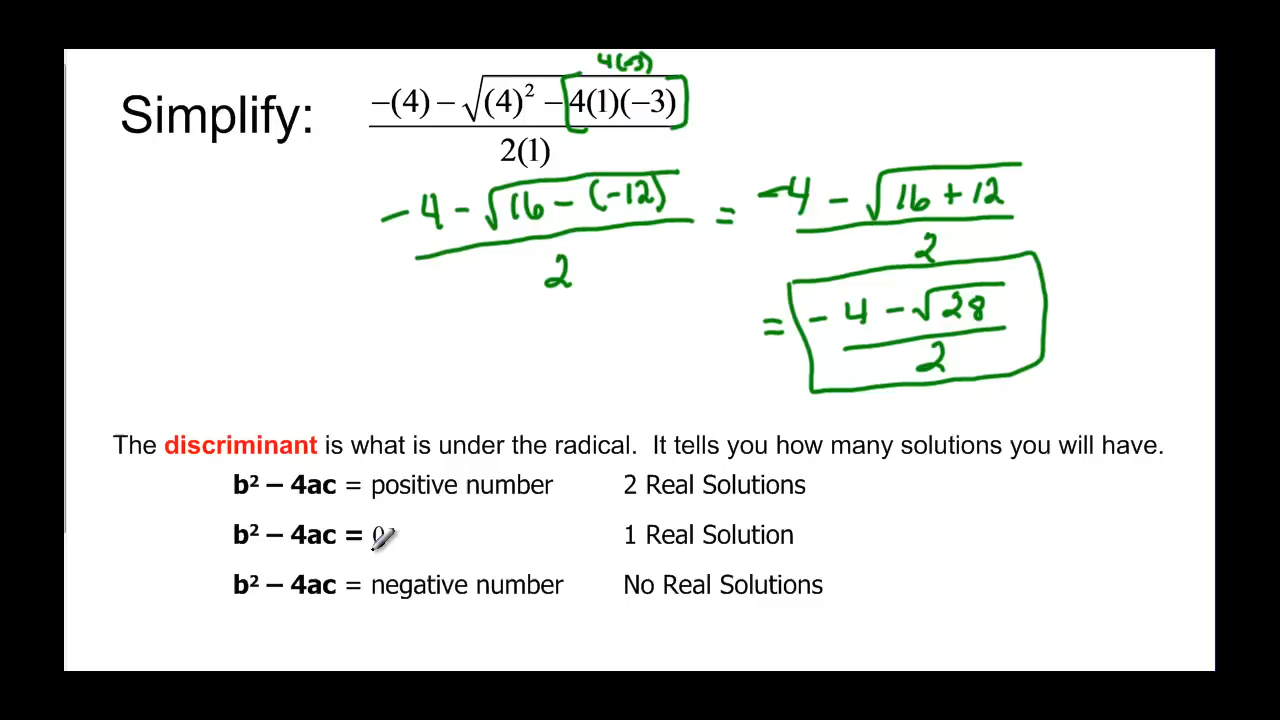 4(-3)
Simplify: −(4) − √(4)² − 4(1)(−3)
2(1)
-4 - √16 - (-12) = -4 - √16 + 12
2 2
= -4 - √28
2
The discriminant is what is under the radical. It tells you how many solutions you will have.
b² − 4ac = positive number 2 Real Solutions
b² − 4ac = 0 1 Real Solution
b² − 4ac = negative number No Real Solutions